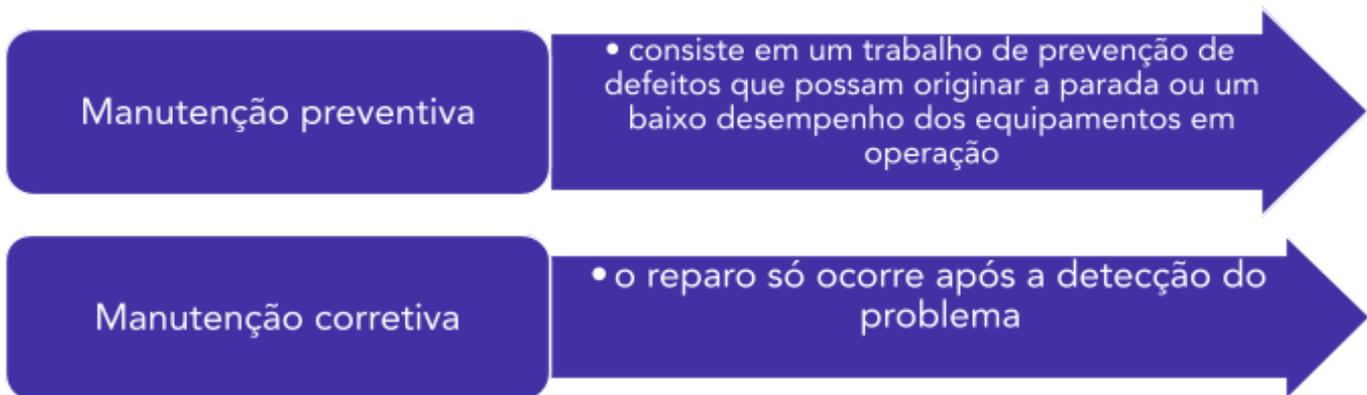 Manutenção preventiva
• consiste em um trabalho de prevenção de
defeitos que possam originar a parada ou um
baixo desempenho dos equipamentos em
operação
Manutenção corretiva
• o reparo só ocorre após a detecção do
problema